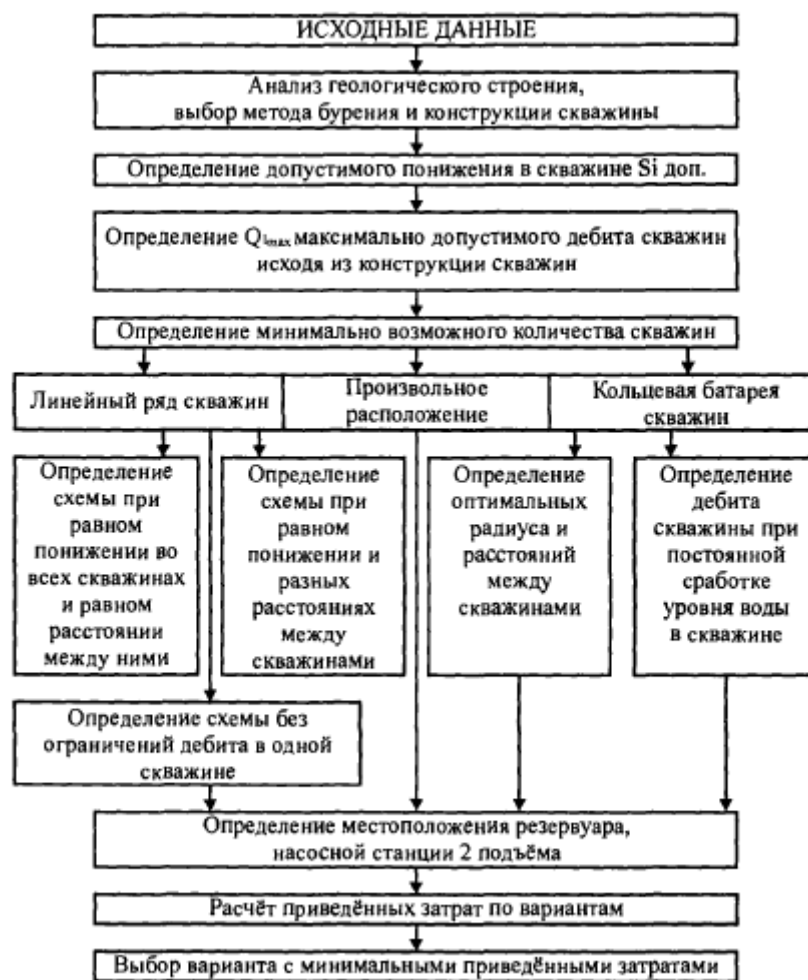 ИСХОДНЫЕ ДАННЫЕ
Анализ геологического строения,
выбор метода бурения и конструкции скважины
Определение допустимого понижения в скважине Si доп.
Определение Q₁ₘₐₓ максимально допустимого дебита скважин
исходя из конструкции скважин
Определение минимально возможного количества скважин
Линейный ряд скважин
Произвольное
расположение
Кольцевая батарея
скважин
Определение
схемы при
равном
понижении во
всех скважинах
и равном
расстоянии
между ними
Определение
схемы при
равном
понижении и
разных
расстояниях
между
скважинами
Определение
оптимальных
радиуса и
расстояний
между
скважинами
Определение
дебита
скважины при
постоянной
сработке
уровня воды
в скважине
Определение схемы без
ограничений дебита в одной
скважине
Определение местоположения резервуара,
насосной станции 2 подъёма
Расчёт приведённых затрат по вариантам
Выбор варианта с минимальными приведёнными затратами